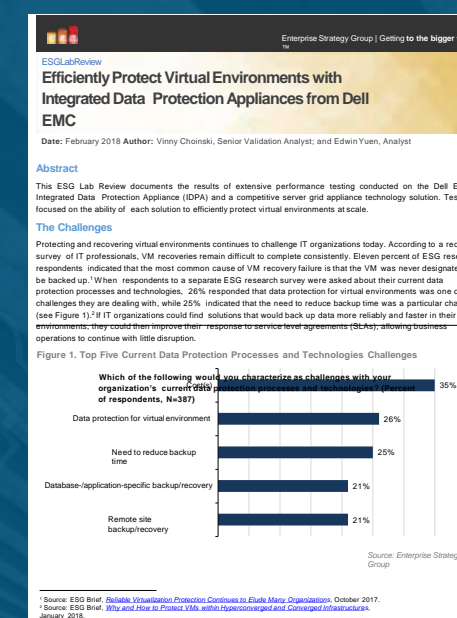 Enterprise Strategy Group | Getting to the bigger
TM
ESGLabReview
Efficiently Protect Virtual Environments with
Integrated Data Protection Appliances from Dell
EMC
Date: February 2018 Author: Vinny Choinski, Senior Validation Analyst; and Edwin Yuen, Analyst
Abstract
This ESG Lab Review documents the results of extensive performance testing conducted on the Dell E
Integrated Data Protection Appliance (IDPA) and a competitive server grid appliance technology solution. Tes
focused on the ability of each solution to efficiently protect virtual environments at scale.
The Challenges
Protecting and recovering virtual environments continues to challenge IT organizations today. According to a rec
survey of IT professionals, VM recoveries remain difficult to complete consistently. Eleven percent of ESG rese
respondents indicated that the most common cause of VM recovery failure is that the VM was never designate
be backed up.¹ When respondents to a separate ESG research survey were asked about their current data
protection processes and technologies, 26% responded that data protection for virtual environments was one o
challenges they are dealing with, while 25% indicated that the need to reduce backup time was a particular cha
(see Figure 1).² If IT organizations could find solutions that would back up data more reliably and faster in their
environments, they could then improve their response to service level agreements (SLAs), allowing business
operations to continue with little disruption.
Figure 1. Top Five Current Data Protection Processes and Technologies Challenges
Which of the following would you characterize as challenges with your
organization's current data protection processes and technologies? (Percent
of respondents, N=387)
Cost(s)
35%
Data protection for virtual environment
26%
Need to reduce backup
time
25%
Database-/application-specific backup/recovery
21%
Remote site
backup/recovery
21%
Source: Enterprise Strateg
Group
¹ Source: ESG Brief, Reliable Virtualization Protection Continues to Elude Many Organizations, October 2017.
² Source: ESG Brief, Why and How to Protect VMs within Hyperconverged and Converged Infrastructures,
January 2018.